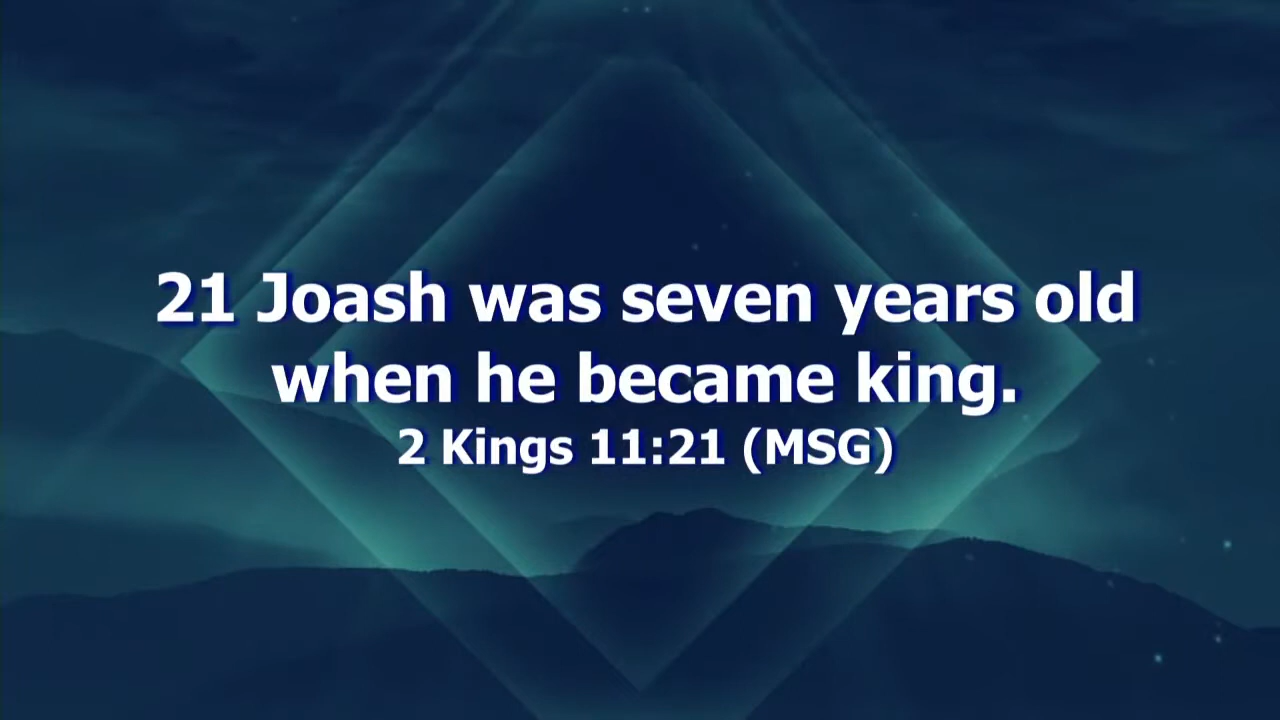 21 Joash was seven years old
when he became king.
2 Kings 11:21 (MSG)